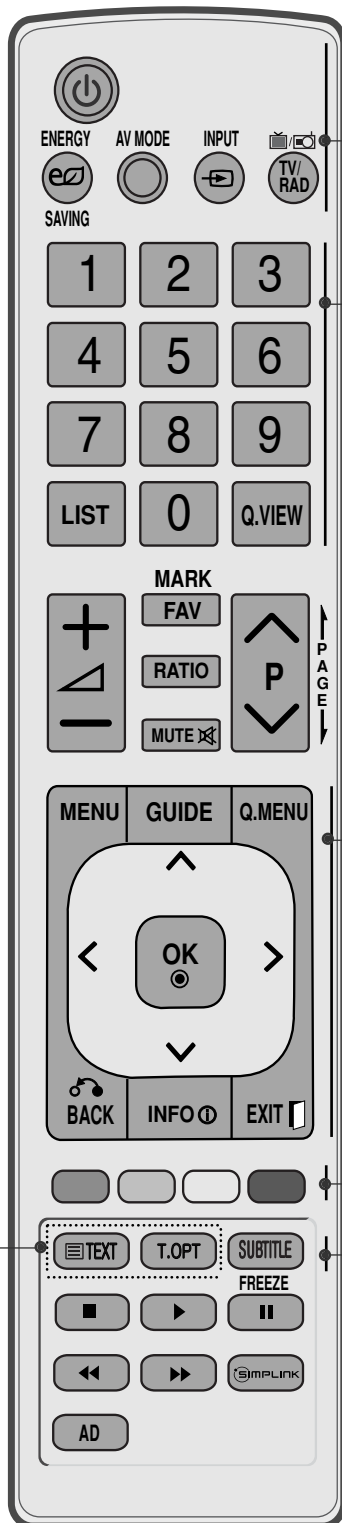 ENERGY AV MODE INPUT
TV/
RAD
SAVING
1 2 3
4 5 6
7 8 9
LIST 0 Q.VIEW
MARK
FAV
RATIO
P
PAGE
MUTE
MENU GUIDE Q.MENU
OK
BACK INFO EXIT
TEXT T.OPT SUBTITLE
FREEZE
SIMPLINK
AD